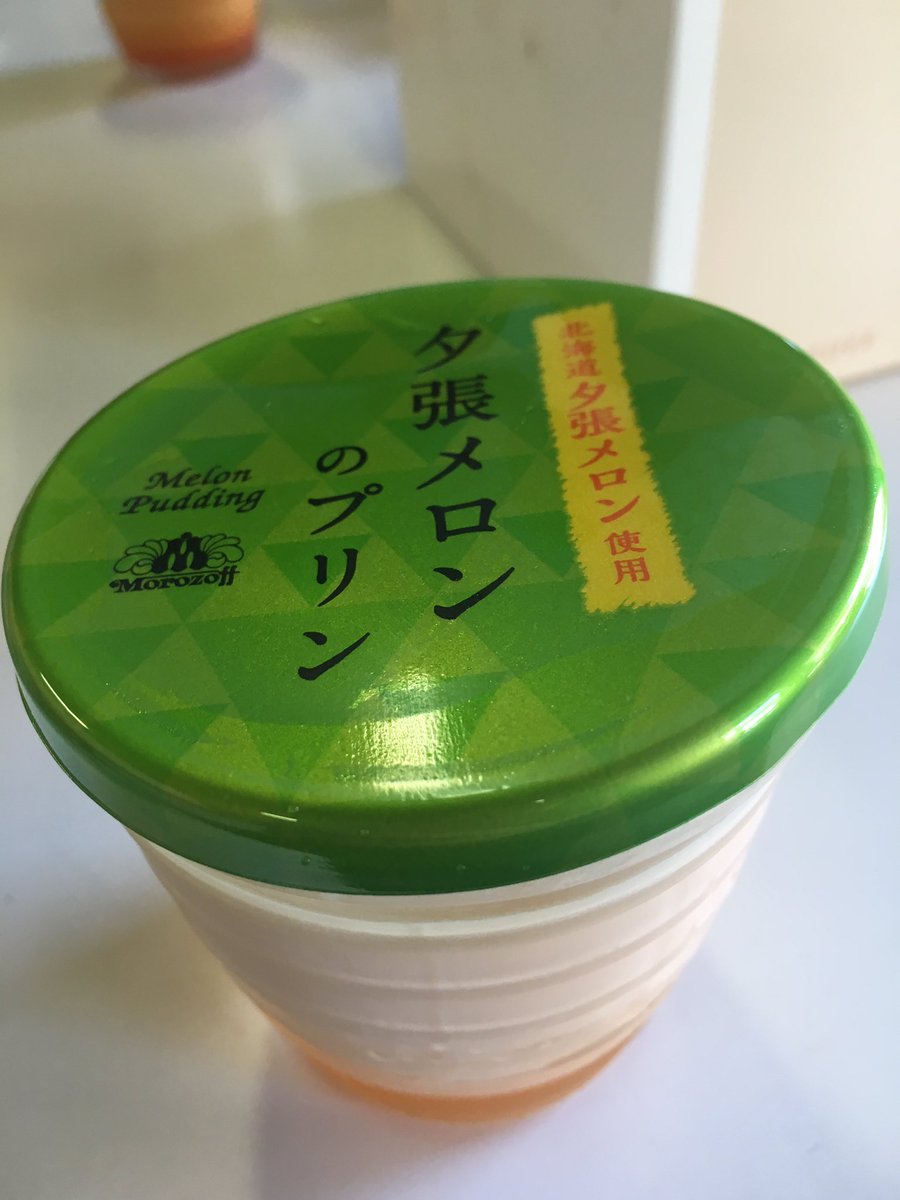 北海道夕張メロン使用
夕張メロン
のプリン
Melon
Pudding
Morozoff